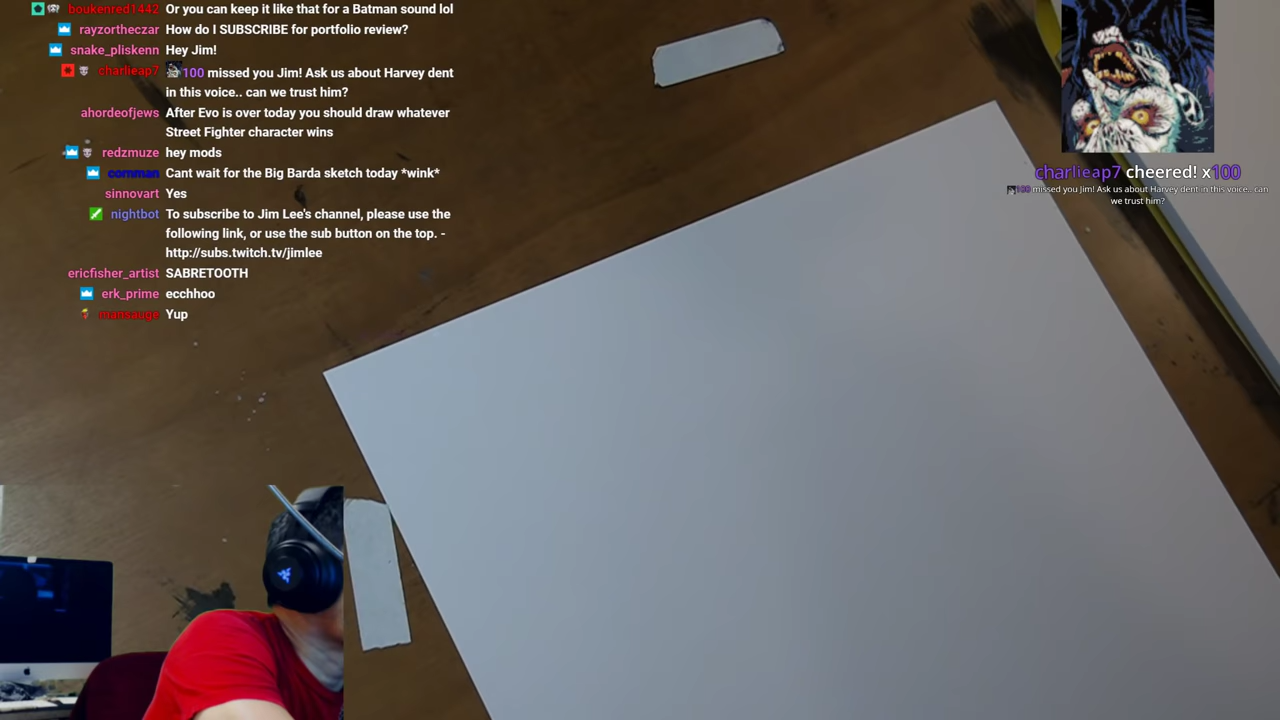 boukenred1442 Or you can keep it like that for a Batman sound lol
rayzortheczar How do I SUBSCRIBE for portfolio review?
snake_pliskenn Hey Jim!
charlieap7 100 missed you Jim! Ask us about Harvey dent
in this voice.. can we trust him?
ahordeofjews After Evo is over today you should draw whatever
Street Fighter character wins
redzmuze hey mods
comman Cant wait for the Big Barda sketch today *wink*
sinnovart Yes
nightbot To subscribe to Jim Lee's channel, please use the
following link, or use the sub button on the top. -
http://subs.twitch.tv/jimlee
ericfisher_artist SABRETOOTH
erk_prime ecchhoo
mansauge Yup
charlieap7 cheered! x100
100 missed you Jim! Ask us about Harvey dent in this voice.. can
we trust him?